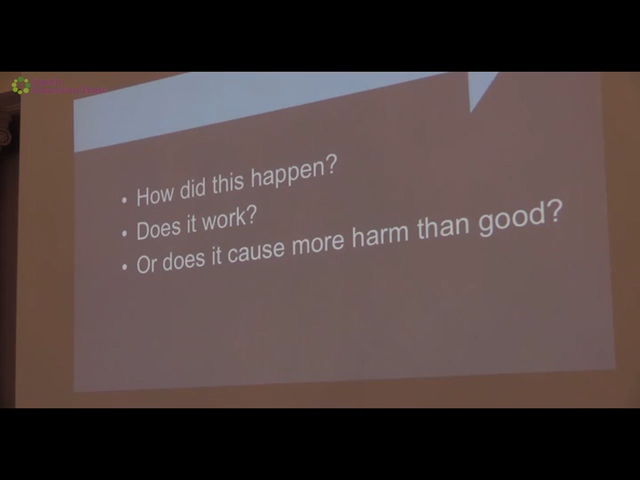 • How did this happen?
• Does it work?
• Or does it cause more harm than good?